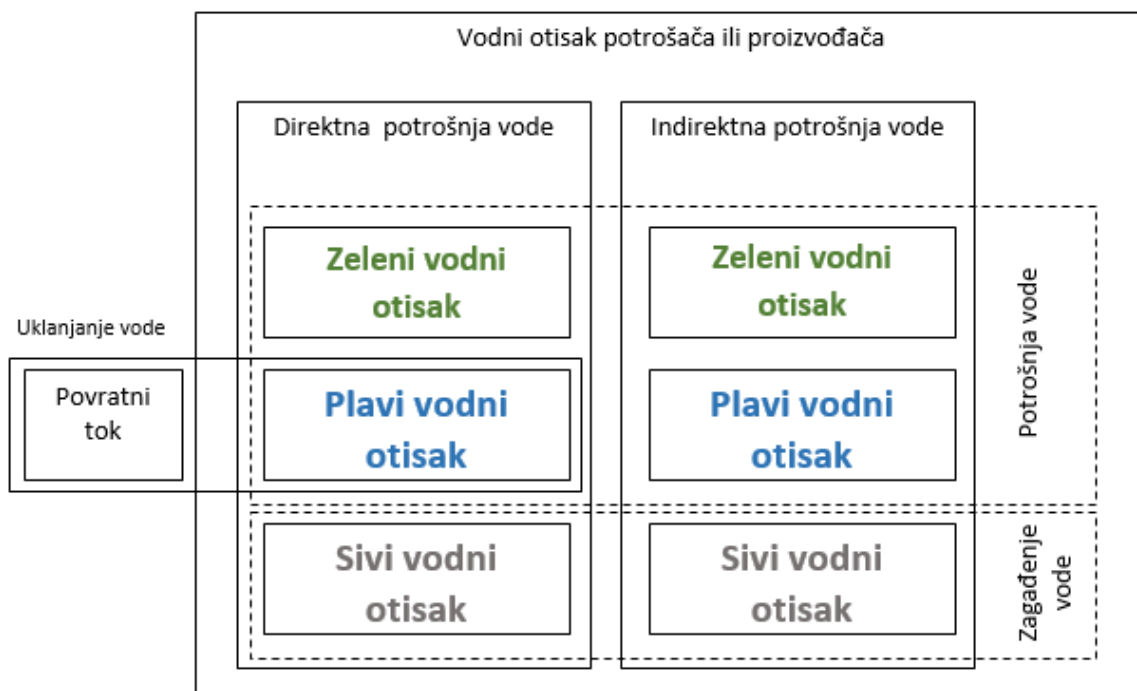 Vodni otisak potrošača ili proizvođača
Direktna potrošnja vode
Indirektna potrošnja vode
Zeleni vodni
otisak
Zeleni vodni
otisak
Potrošnja vode
Uklanjanje vode
Povratni
tok
Plavi vodni
otisak
Plavi vodni
otisak
Sivi vodni
otisak
Sivi vodni
otisak
Zagađenje
vode